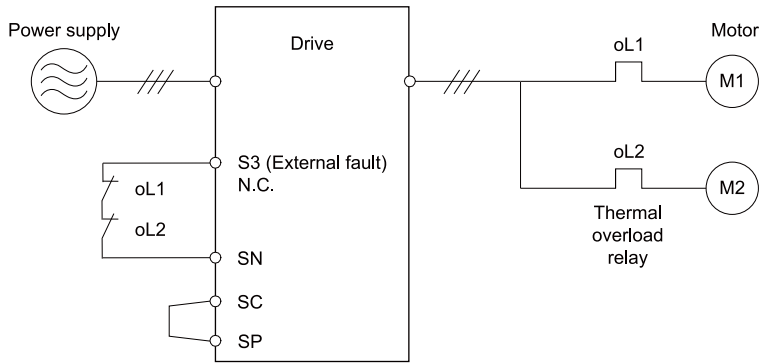 Power supply
Drive
oL1
Motor
M1
S3 (External fault)
N.C.
oL1
oL2
oL2
M2
Thermal
overload
relay
SN
SC
SP